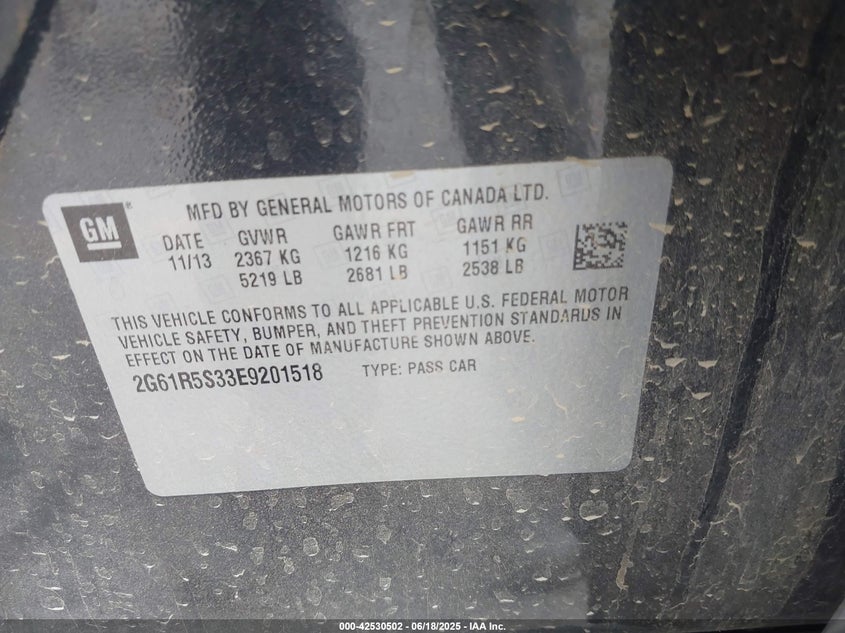 GM
®
MFD BY GENERAL MOTORS OF CANADA LTD.
DATE GVWR GAWR FRT GAWR RR
11/13 2367 KG 1216 KG 1151 KG
5219 LB 2681 LB 2538 LB
THIS VEHICLE CONFORMS TO ALL APPLICABLE U.S. FEDERAL MOTOR
VEHICLE SAFETY, BUMPER, AND THEFT PREVENTION STANDARDS IN
EFFECT ON THE DATE OF MANUFACTURE SHOWN ABOVE.
2G61R5S33E9201518 TYPE: PASS CAR
000-42530502 - 06/18/2025 - IAA Inc.